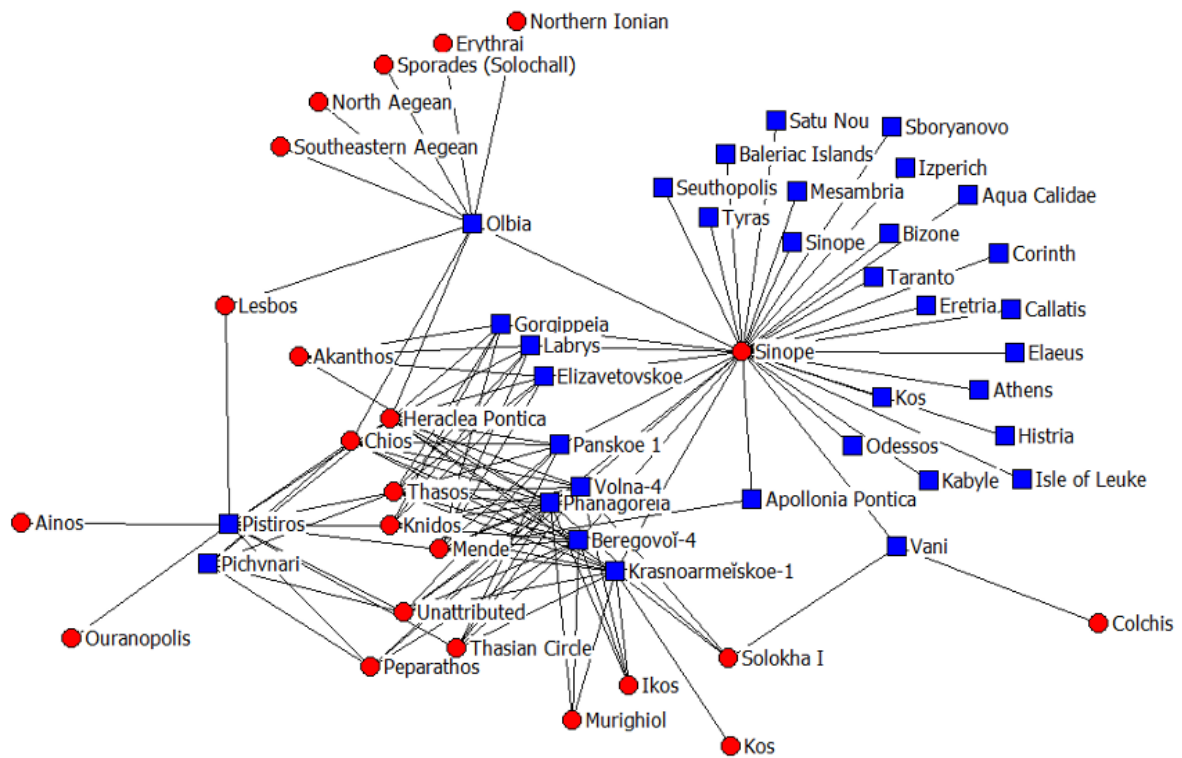 Northern Ionian
Erythrai
Sporades (Solochall)
North Aegean
Southeastern Aegean
Satu Nou
Sboryanovo
Baleriac Islands
Izperich
Seuthopolis
Mesambria
Aqua Calidae
Tyras
Olbia
Sinope
Bizone
Corinth
Taranto
Lesbos
Eretria
Callatis
Gorgippeia
Labrys
Akanthos
Sinope
Elaeus
Elizavetovskoe
Athens
Kos
Heraclea Pontica
Chios
Panskoe 1
Histria
Odessos
Thasos
Volna-4
Kabyle
Isle of Leuke
Phanagoreia
Apollonia Pontica
Ainos
Pistiros
Knidos
Beregovoĭ-4
Mende
Vani
Pichvnari
Krasnoarmeĭskoe-1
Unattributed
Colchis
Ouranopolis
Thasian Circle
Peparathos
Solokha I
Ikos
Murighiol
Kos